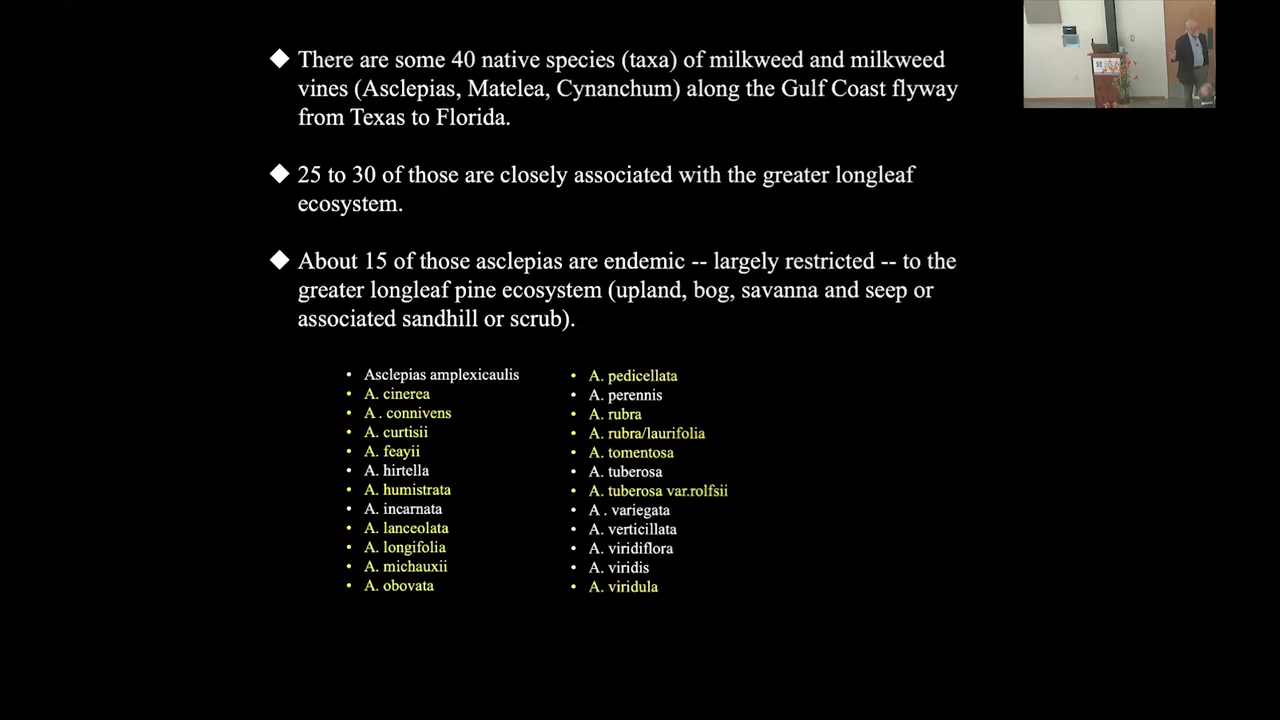 ◆ There are some 40 native species (taxa) of milkweed and milkweed
vines (Asclepias, Matelea, Cynanchum) along the Gulf Coast flyway
from Texas to Florida.
◆ 25 to 30 of those are closely associated with the greater longleaf
ecosystem.
◆ About 15 of those asclepias are endemic -- largely restricted -- to the
greater longleaf pine ecosystem (upland, bog, savanna and seep or
associated sandhill or scrub).
• Asclepias amplexicaulis
• A. cinerea
• A . connivens
• A. curtisii
• A. feayii
• A. hirtella
• A. humistrata
• A. incarnata
• A. lanceolata
• A. longifolia
• A. michauxii
• A. obovata
• A. pedicellata
• A. perennis
• A. rubra
• A. rubra/laurifolia
• A. tomentosa
• A. tuberosa
• A. tuberosa var.rolfsii
• A . variegata
• A. verticillata
• A. viridiflora
• A. viridis
• A. viridula